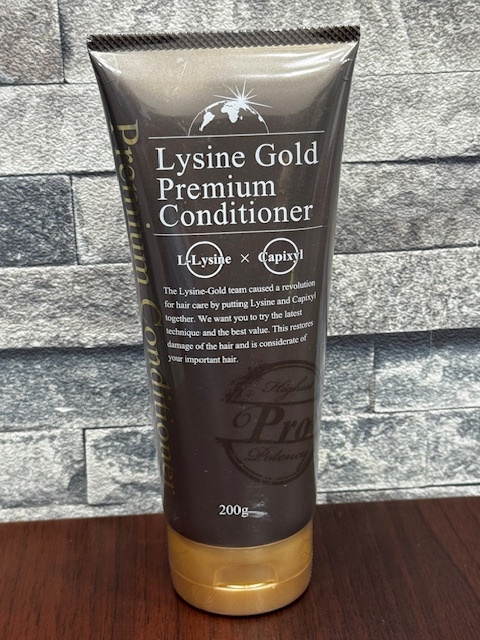 Lysine Gold
Premium
Conditioner
L-Lysine × Capixyl
The Lysine-Gold team caused a revolution
for hair care by putting Lysine and Capixyl
together. We want you to try the latest
technique and the best value. This restores
damage of the hair and is considerate of
your important hair.
Premium Conditioner
Pro
Potency
200g